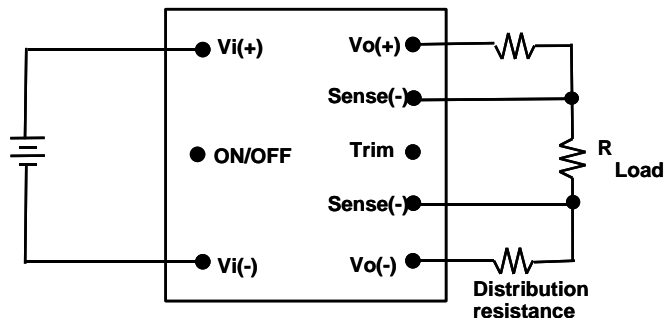 Vi(+)
Vo(+)
Sense(-)
ON/OFF
Trim
R
Load
Sense(-)
Vi(-)
Vo(-)
Distribution
resistance